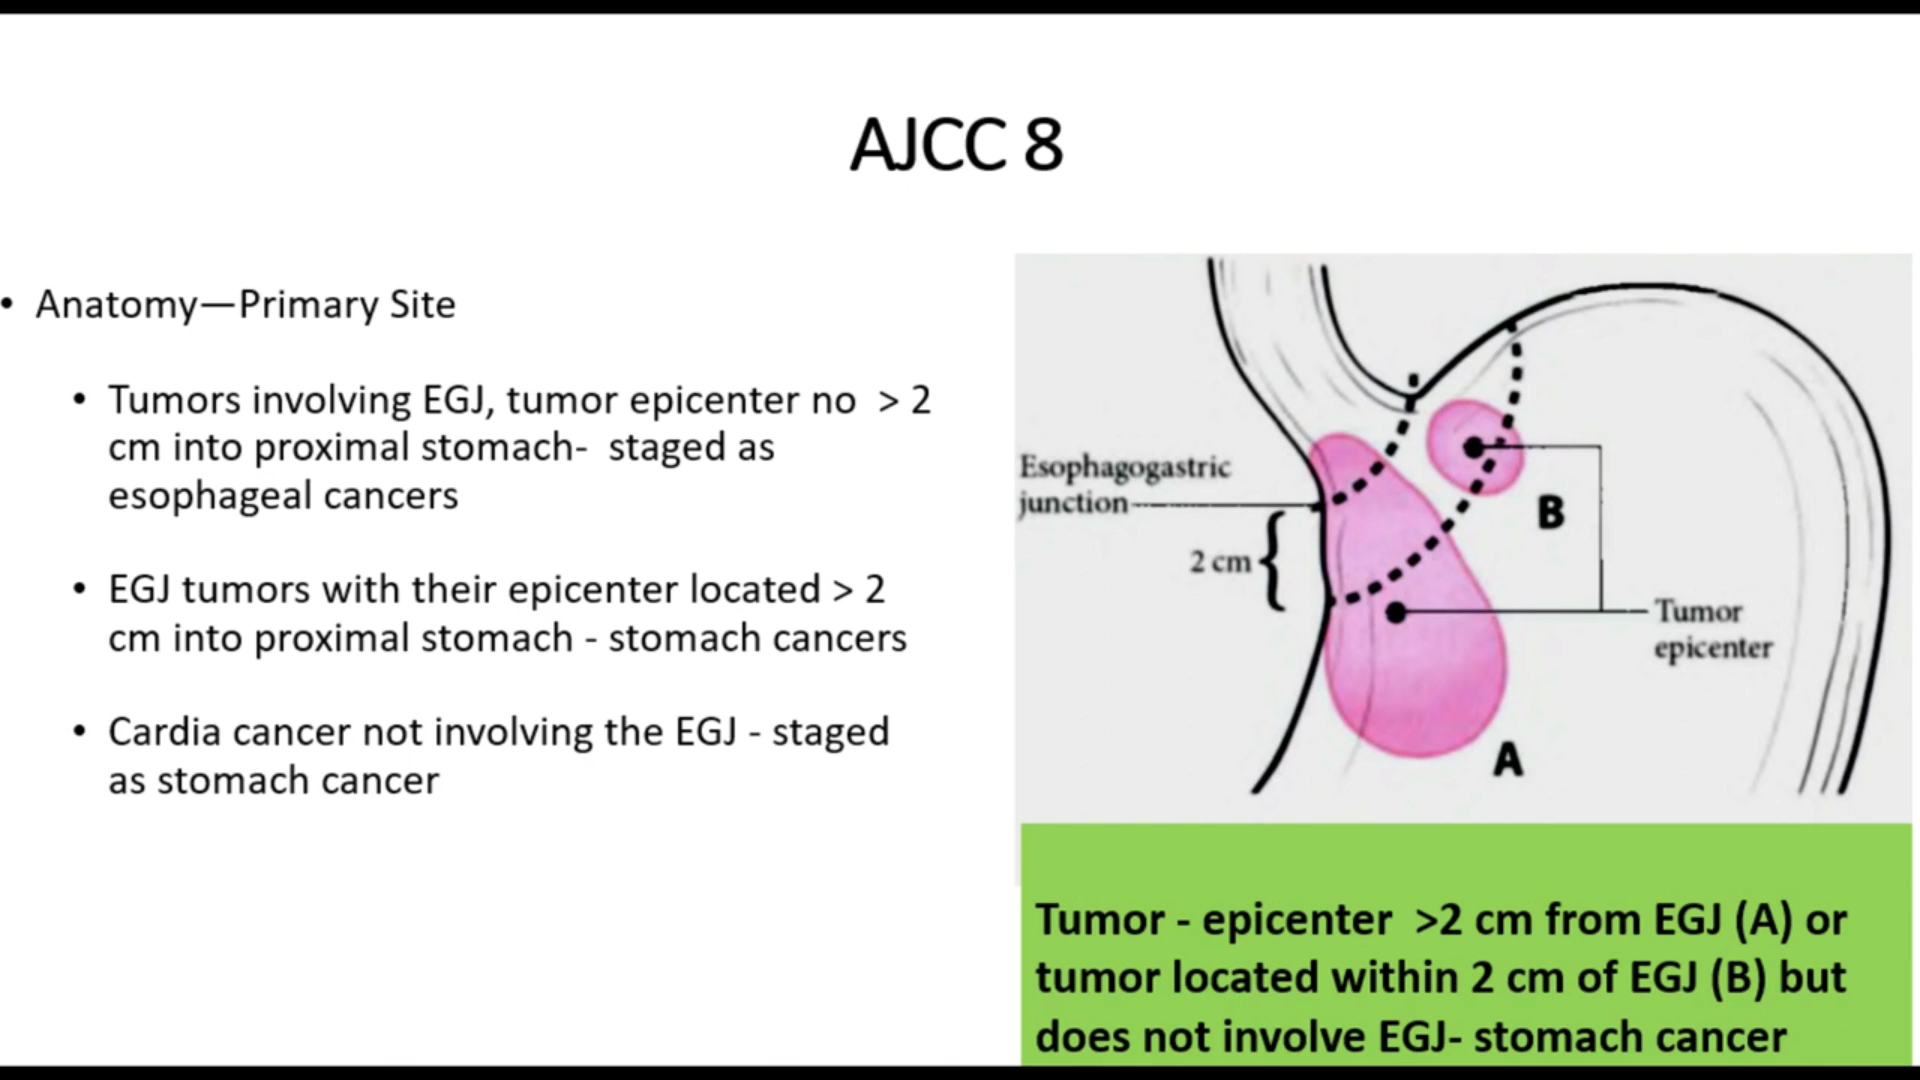 AJCC 8
• Anatomy—Primary Site
• Tumors involving EGJ, tumor epicenter no > 2
cm into proximal stomach- staged as
esophageal cancers
• EGJ tumors with their epicenter located > 2
cm into proximal stomach - stomach cancers
• Cardia cancer not involving the EGJ - staged
as stomach cancer
Esophagogastric
junction
2 cm
B
Tumor
epicenter
A
Tumor - epicenter >2 cm from EGJ (A) or
tumor located within 2 cm of EGJ (B) but
does not involve EGJ- stomach cancer